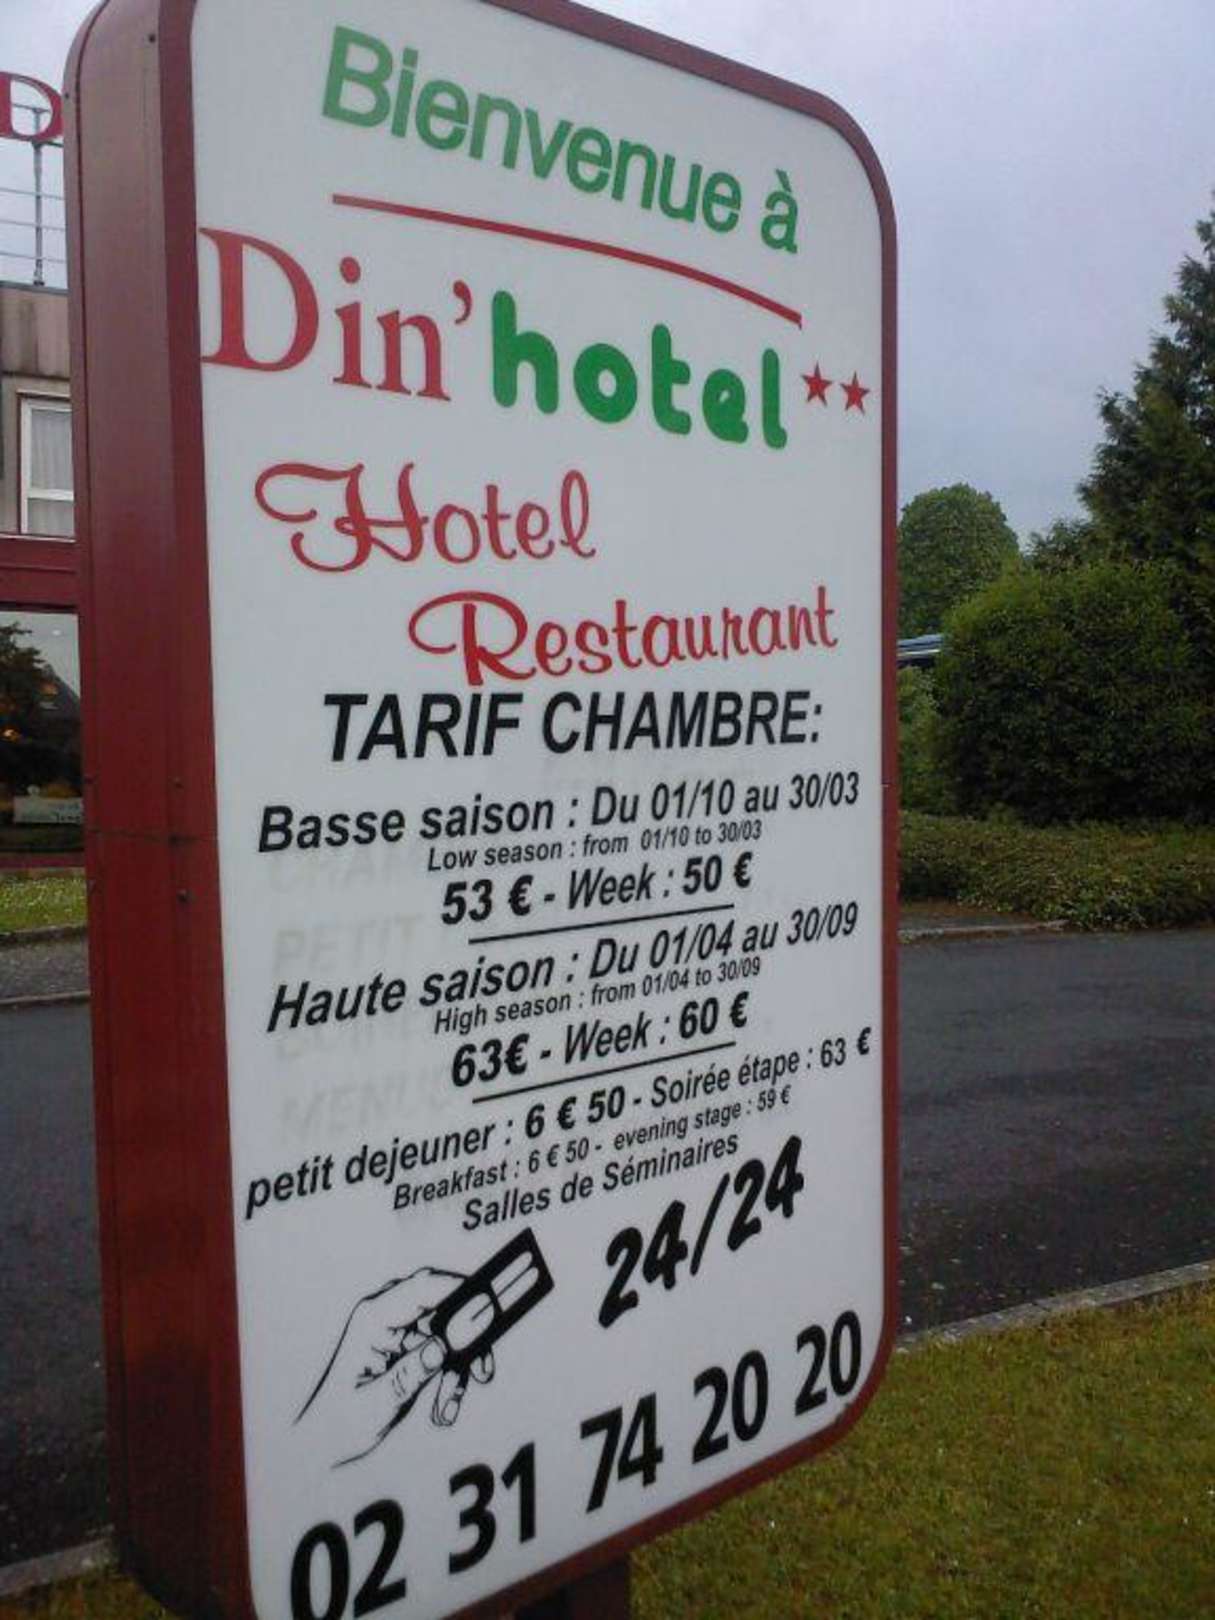 D
Bienvenue à
Din'hotel
Hotel
Restaurant
TARIF CHAMBRE:
Basse saison : Du 01/10 au 30/03
Low season : from 01/10 to 30/03
53 € - Week : 50 €
Haute saison : Du 01/04 au 30/09
High season : from 01/04 to 30/09
63€ - Week : 60 €
petit dejeuner : 6 € 50 - Soirée étape : 63 €
Breakfast : 6 € 50 - evening stage : 59 €
Salles de Séminaires
24/24
02 31 74 20 20